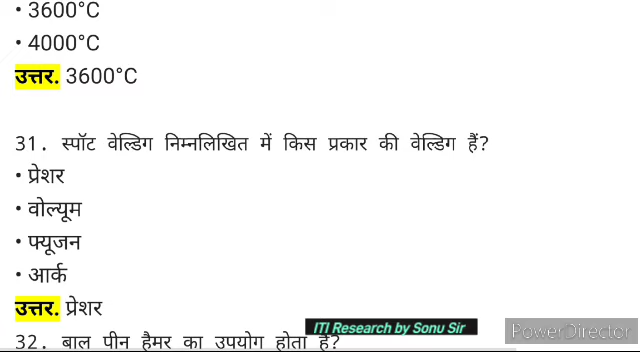 • 3600°C
• 4000°C
उत्तर. 3600°C
31. स्पॉट वेल्डिग निम्नलिखित में किस प्रकार की वेल्डिग हैं?
• प्रेशर
• वोल्यूम
• फ्यूजन
• आर्क
उत्तर. प्रेशर
ITI Research by Sonu Sir
PowerDirector
32. बाल पीन हैमर का उपयोग होता है?